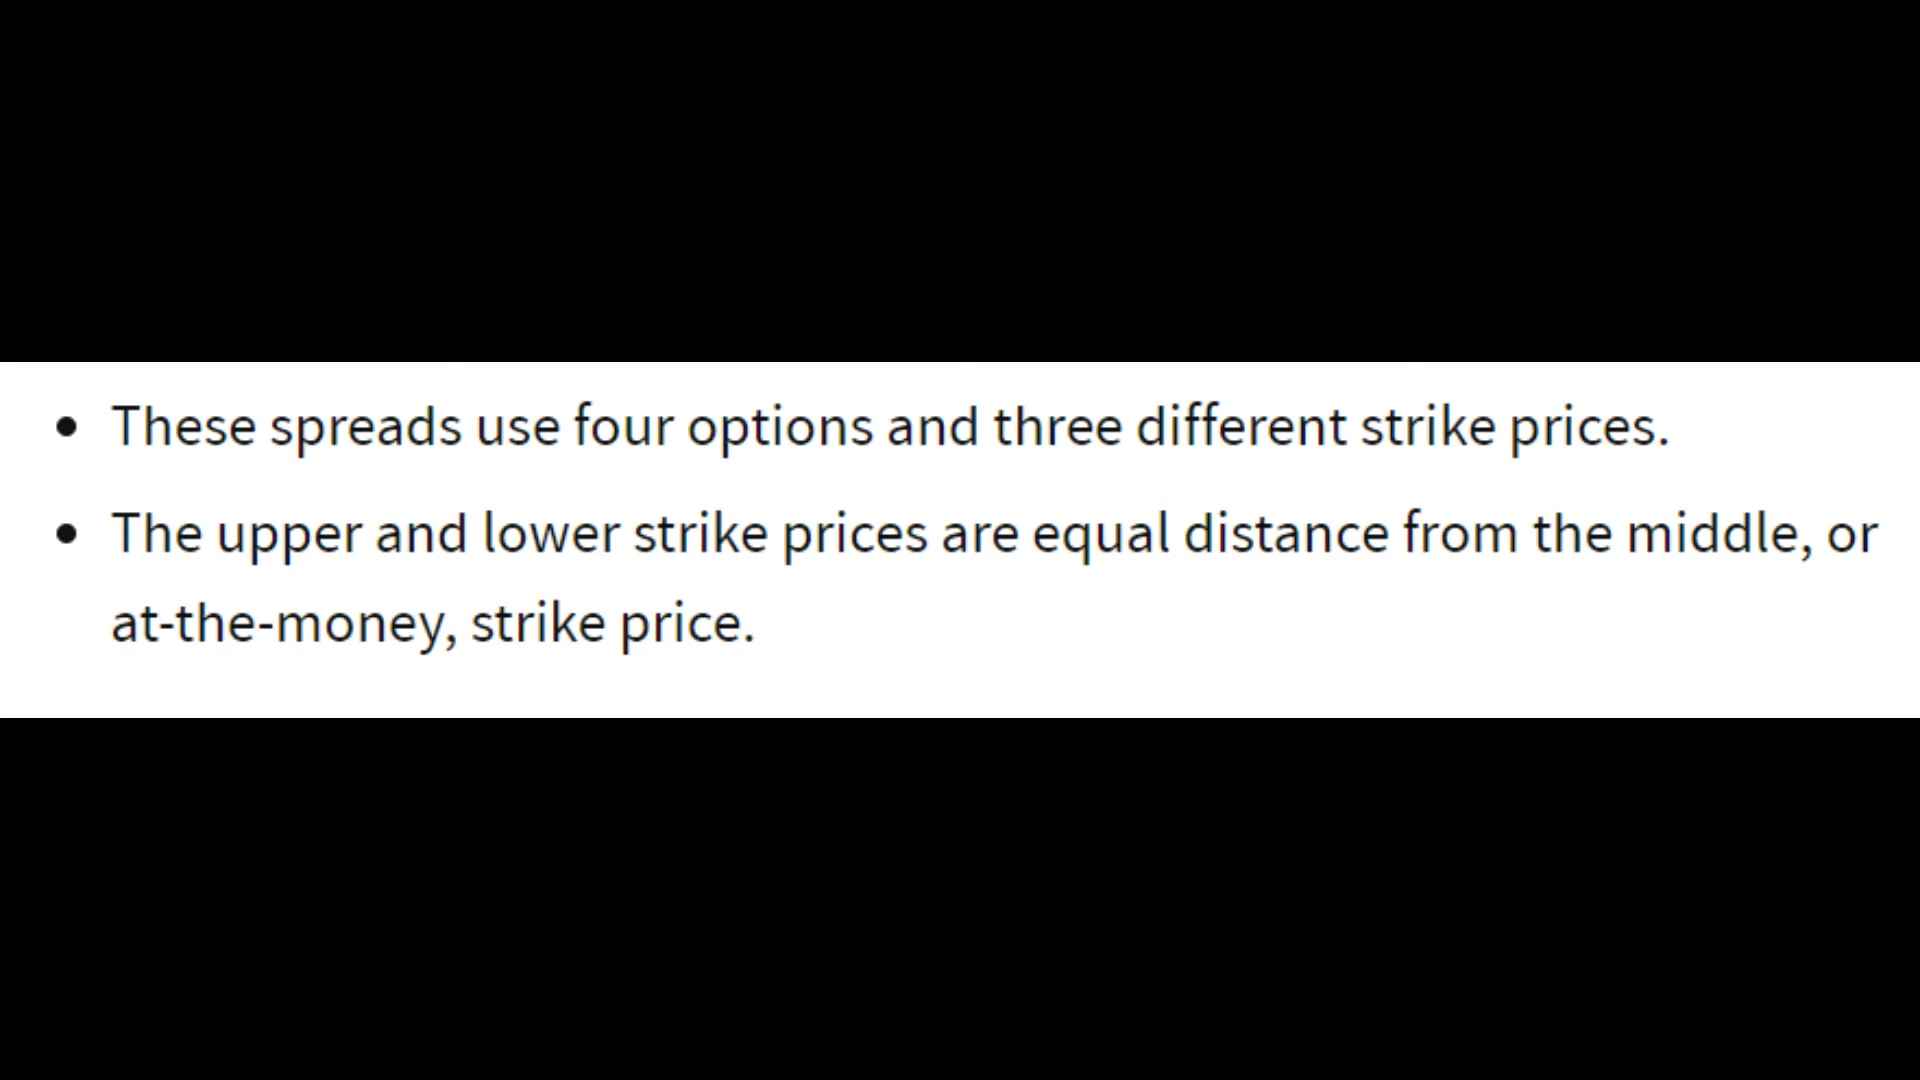 • These spreads use four options and three different strike prices.
• The upper and lower strike prices are equal distance from the middle, or
at-the-money, strike price.